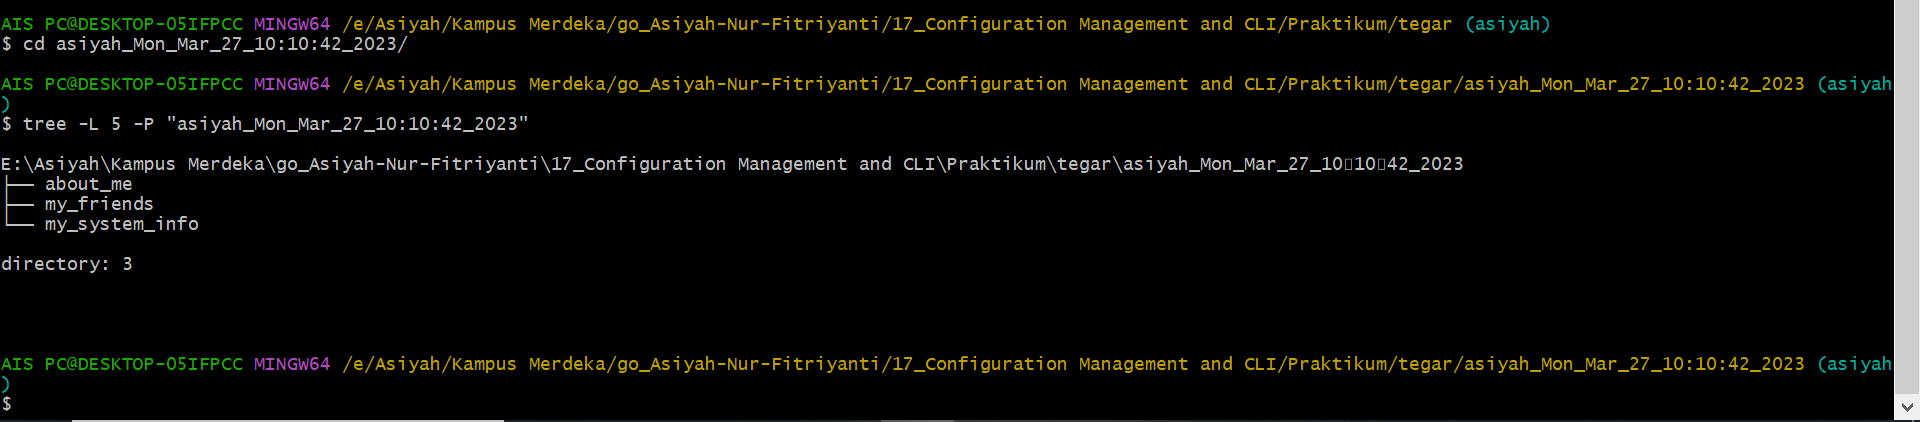 AIS PC@DESKTOP-05IFPCC MINGW64 /e/Asiyah/Kampus Merdeka/go_Asiyah-Nur-Fitriyanti/17_Configuration Management and CLI/Praktikum/tegar (asiyah)
$ cd asiyah_Mon_Mar_27_10:10:42_2023/
AIS PC@DESKTOP-05IFPCC MINGW64 /e/Asiyah/Kampus Merdeka/go_Asiyah-Nur-Fitriyanti/17_Configuration Management and CLI/Praktikum/tegar/asiyah_Mon_Mar_27_10:10:42_2023 (asiyah
)
$ tree -L 5 -P "asiyah_Mon_Mar_27_10:10:42_2023"
E:\Asiyah\Kampus Merdeka\go_Asiyah-Nur-Fitriyanti\17_Configuration Management and CLI\Praktikum\tegar\asiyah_Mon_Mar_27_10▯10▯42_2023
├── about_me
├── my_friends
└── my_system_info
directory: 3
AIS PC@DESKTOP-05IFPCC MINGW64 /e/Asiyah/Kampus Merdeka/go_Asiyah-Nur-Fitriyanti/17_Configuration Management and CLI/Praktikum/tegar/asiyah_Mon_Mar_27_10:10:42_2023 (asiyah
)
$